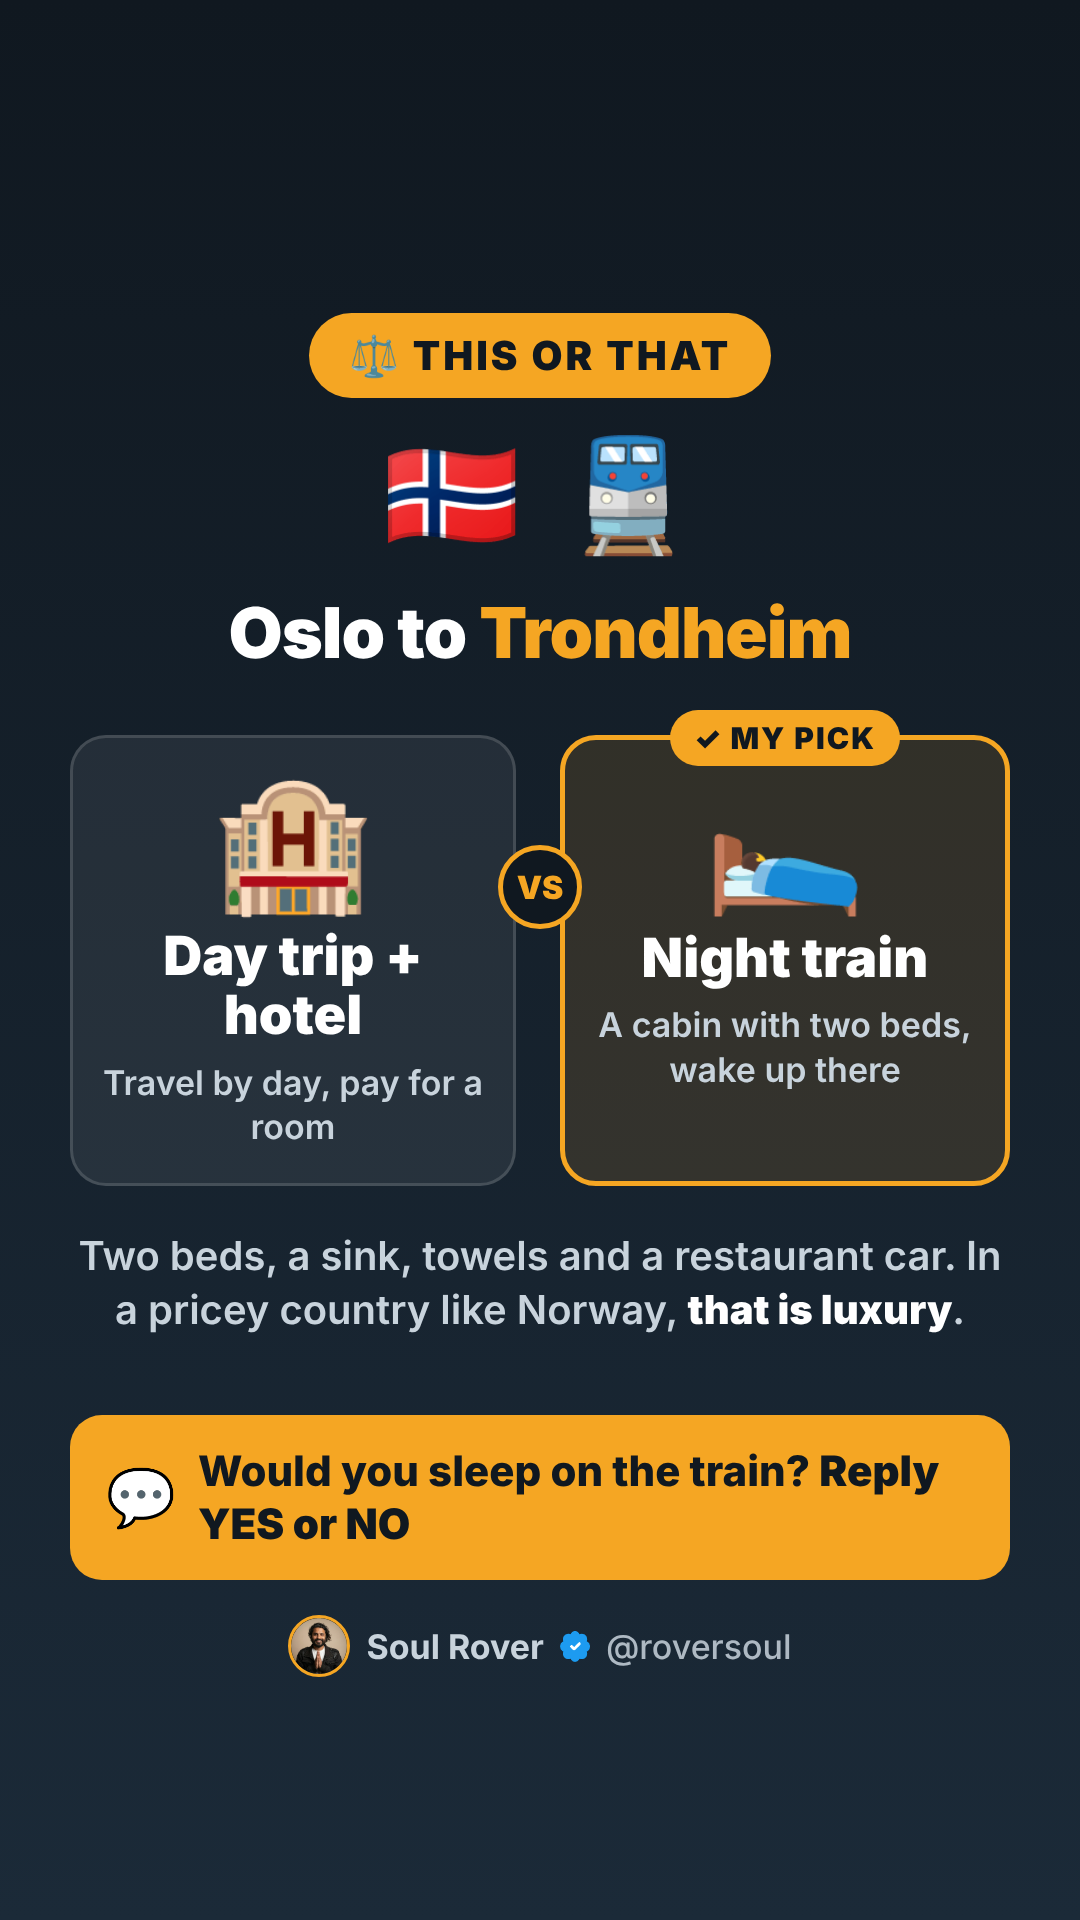 THIS OR THAT
Oslo to Trondheim
H
Day trip +
hotel
Travel by day, pay for a
room
VS
✓ MY PICK
Night train
A cabin with two beds,
wake up there
Two beds, a sink, towels and a restaurant car. In
a pricey country like Norway, that is luxury.
Would you sleep on the train? Reply
YES or NO
Soul Rover @roversoul